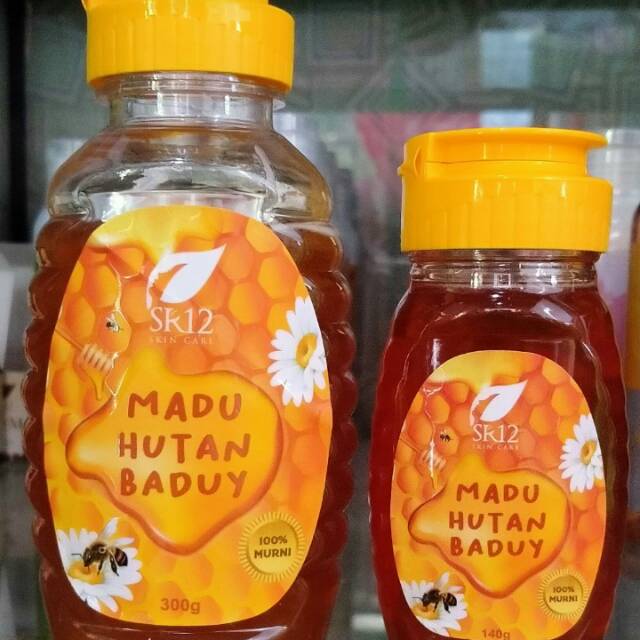 SR12
SKIN CARE
MADU
HUTAN
BADUY
100%
MURNI
300g
SR12
SKIN CARE
MADU
HUTAN
BADUY
100%
MURNI
140g